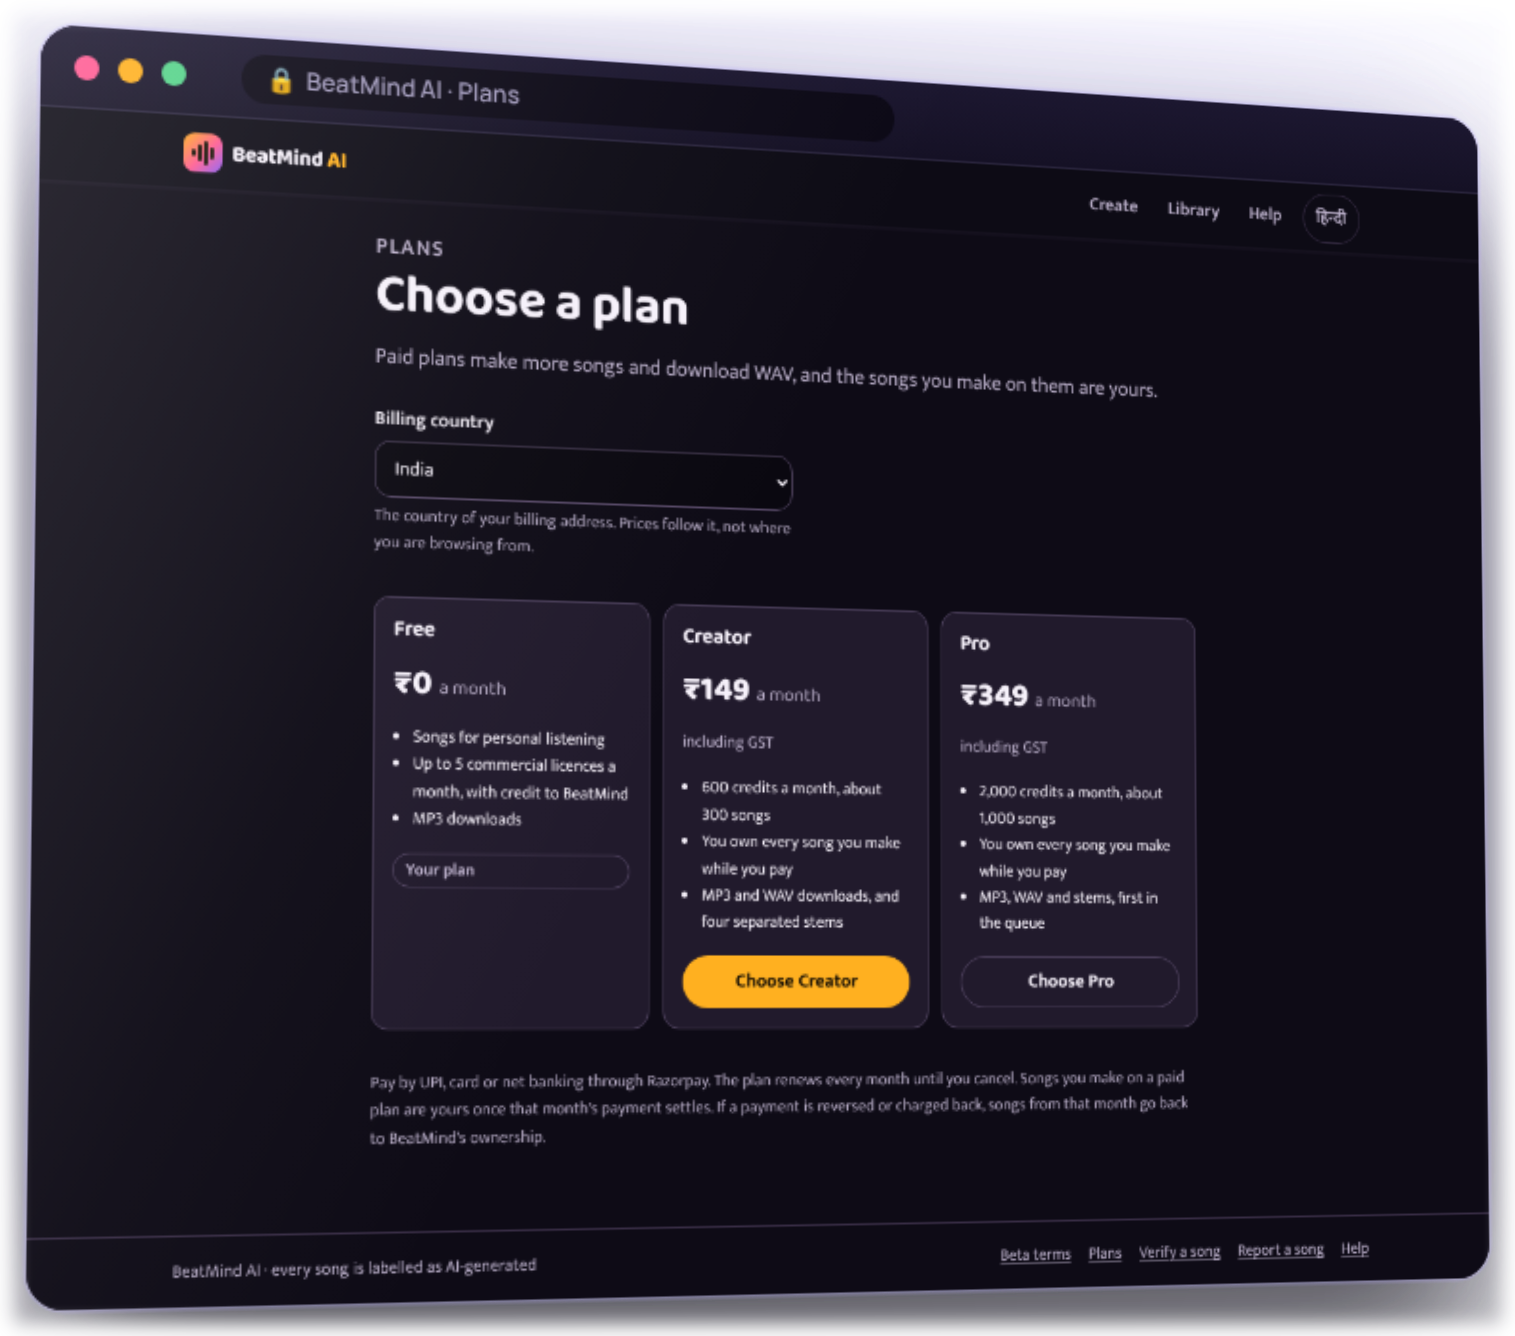 🔒 BeatMind AI · Plans
BeatMind AI
Create Library Help हिन्दी
PLANS
Choose a plan
Paid plans make more songs and download WAV, and the songs you make on them are yours.
Billing country
India
The country of your billing address. Prices follow it, not where
you are browsing from.
Free
₹0 a month
• Songs for personal listening
• Up to 5 commercial licences a
month, with credit to BeatMind
• MP3 downloads
Your plan
Creator
₹149 a month
including GST
• 600 credits a month, about
300 songs
• You own every song you make
while you pay
• MP3 and WAV downloads, and
four separated stems
Choose Creator
Pro
₹349 a month
including GST
• 2,000 credits a month, about
1,000 songs
• You own every song you make
while you pay
• MP3, WAV and stems, first in
the queue
Choose Pro
Pay by UPI, card or net banking through Razorpay. The plan renews every month until you cancel. Songs you make on a paid
plan are yours once that month's payment settles. If a payment is reversed or charged back, songs from that month go back
to BeatMind's ownership.
BeatMind AI · every song is labelled as AI-generated
Beta terms Plans Verify a song Report a song Help